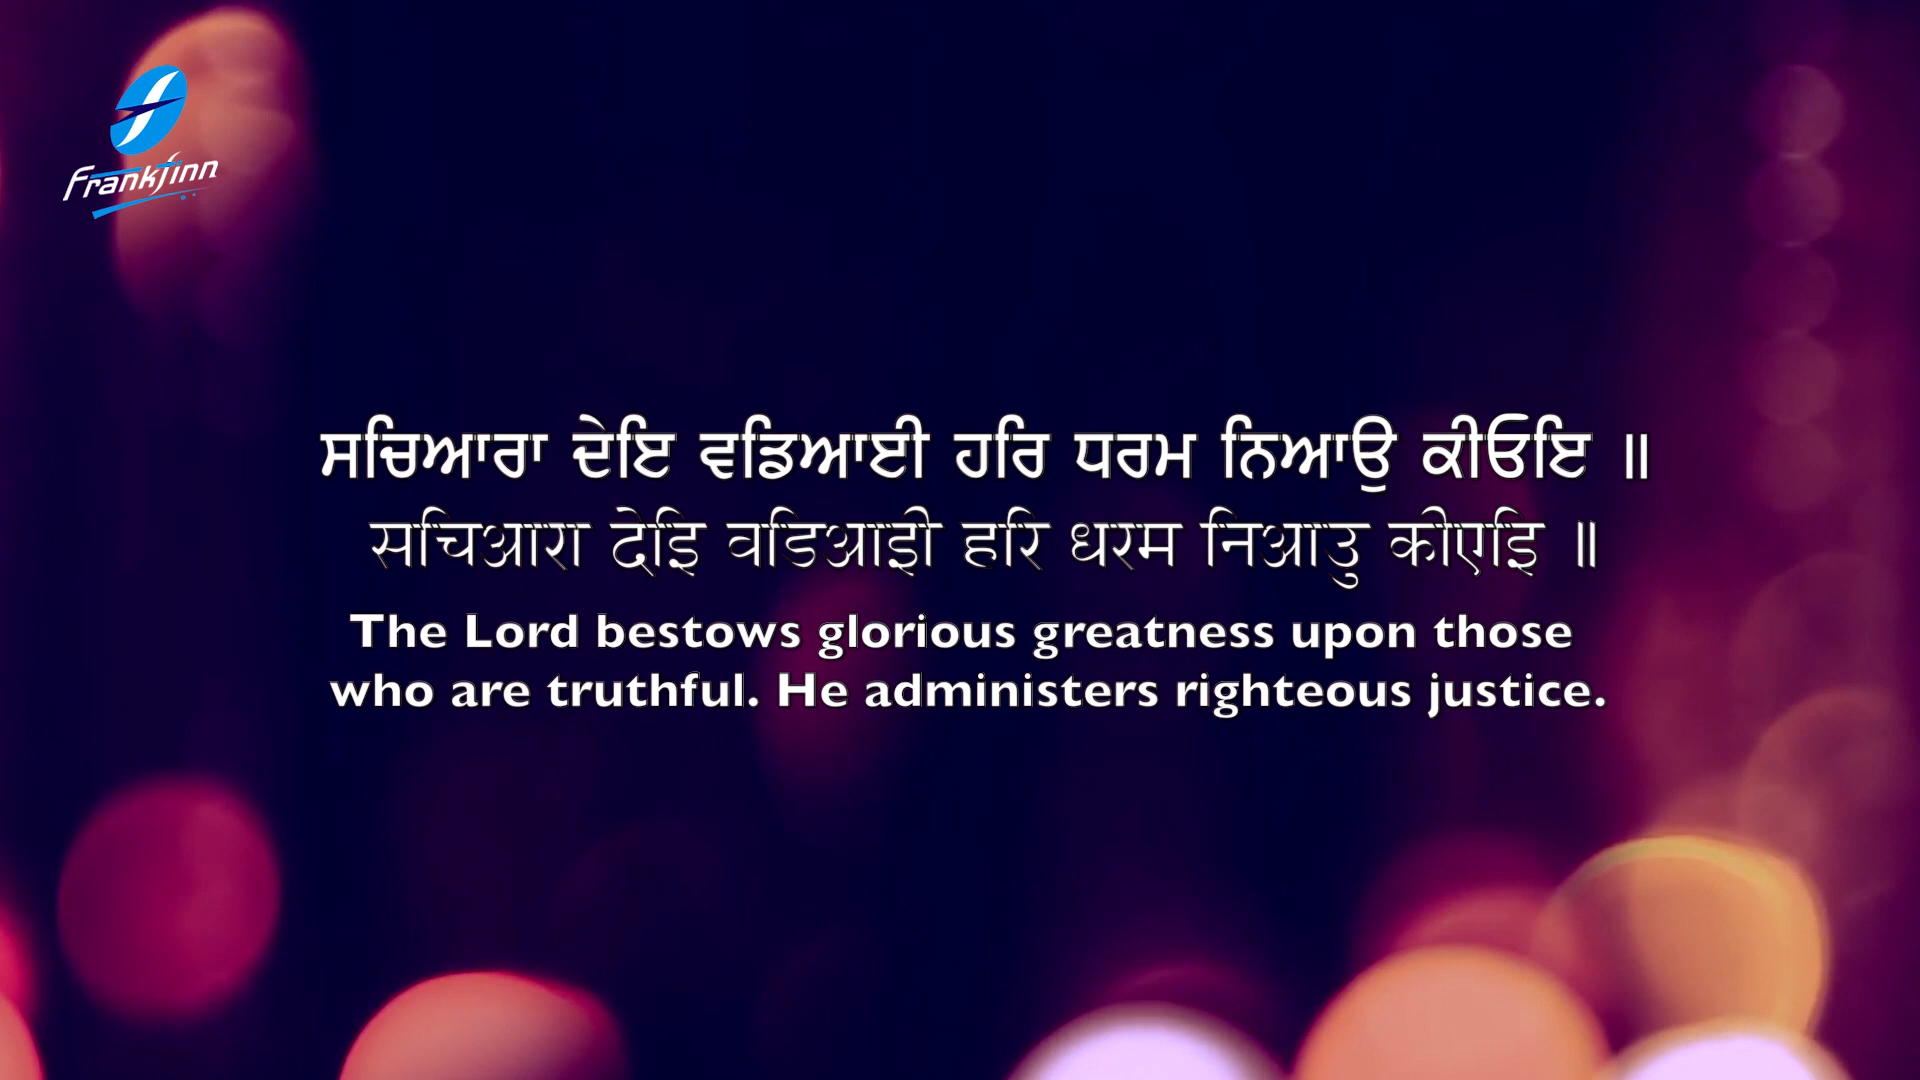 FrankJinn
ਸਚਿਆਰਾ ਦੇਇ ਵਡਿਆਈ ਹਰਿ ਧਰਮ ਨਿਆਉ ਕੀਓਇ ॥
सचिआरा देइ वडिआई हरि धरम निआउ कीएइ ॥
The Lord bestows glorious greatness upon those
who are truthful. He administers righteous justice.